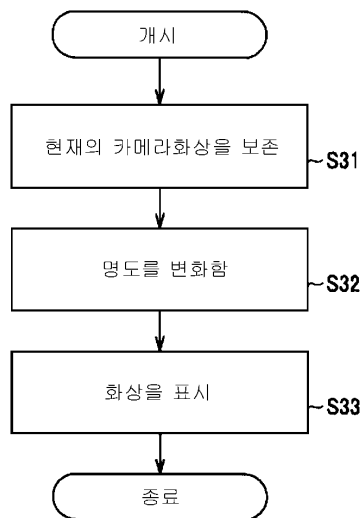 개시
현재의 카메라화상을 보존
S31
명도를 변화함
S32
화상을 표시
S33
종료